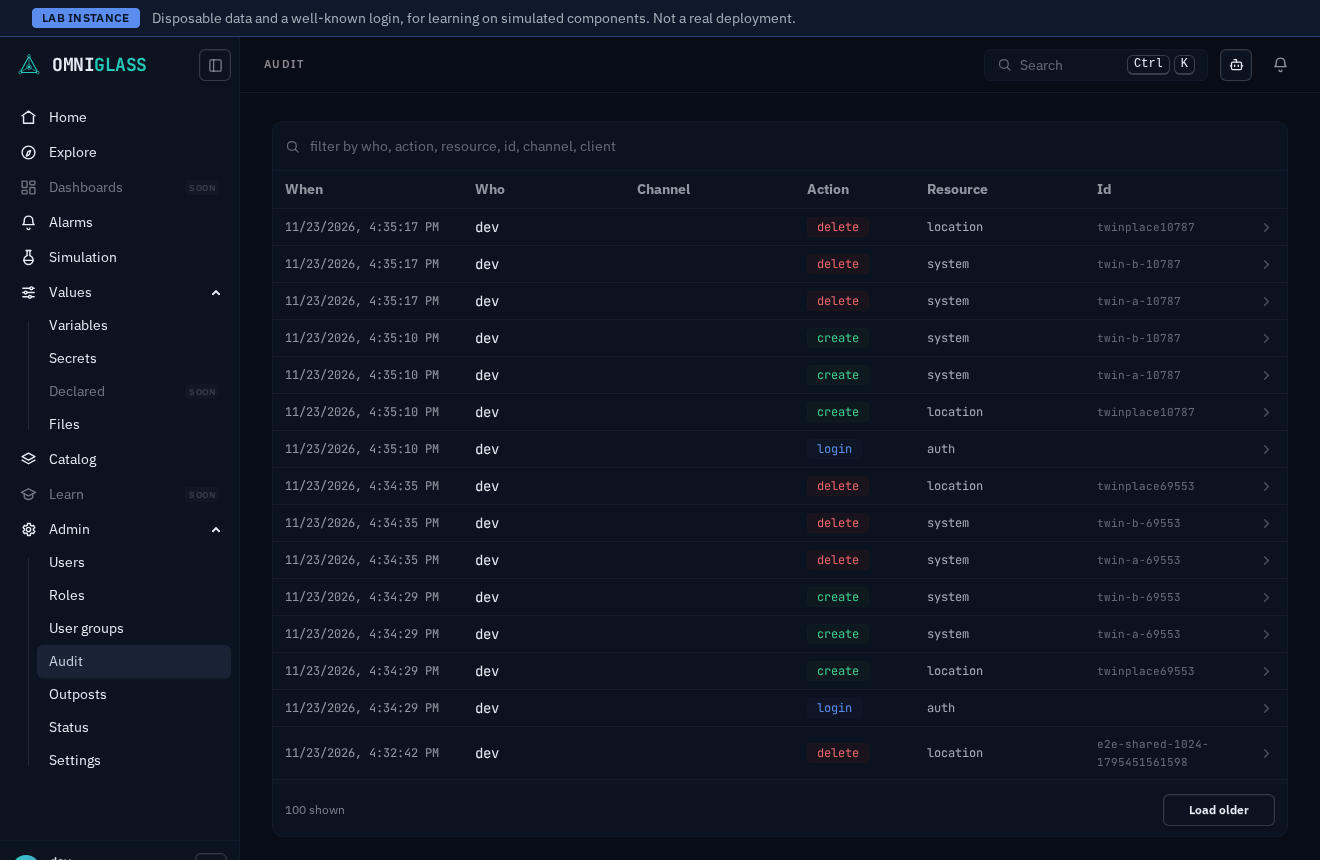 LAB INSTANCE Disposable data and a well-known login, for learning on simulated components. Not a real deployment.
OMNIGLASS
AUDIT
Search Ctrl K
Home
Explore
Dashboards SOON
Alarms
Simulation
Values
Variables
Secrets
Declared SOON
Files
Catalog
Learn SOON
Admin
Users
Roles
User groups
Audit
Outposts
Status
Settings
filter by who, action, resource, id, channel, client
When Who Channel Action Resource Id
11/23/2026, 4:35:17 PM dev delete location twinplace10787
11/23/2026, 4:35:17 PM dev delete system twin-b-10787
11/23/2026, 4:35:17 PM dev delete system twin-a-10787
11/23/2026, 4:35:10 PM dev create system twin-b-10787
11/23/2026, 4:35:10 PM dev create system twin-a-10787
11/23/2026, 4:35:10 PM dev create location twinplace10787
11/23/2026, 4:35:10 PM dev login auth
11/23/2026, 4:34:35 PM dev delete location twinplace69553
11/23/2026, 4:34:35 PM dev delete system twin-b-69553
11/23/2026, 4:34:35 PM dev delete system twin-a-69553
11/23/2026, 4:34:29 PM dev create system twin-b-69553
11/23/2026, 4:34:29 PM dev create system twin-a-69553
11/23/2026, 4:34:29 PM dev create location twinplace69553
11/23/2026, 4:34:29 PM dev login auth
11/23/2026, 4:32:42 PM dev delete location e2e-shared-1024-
1795451561598
100 shown Load older